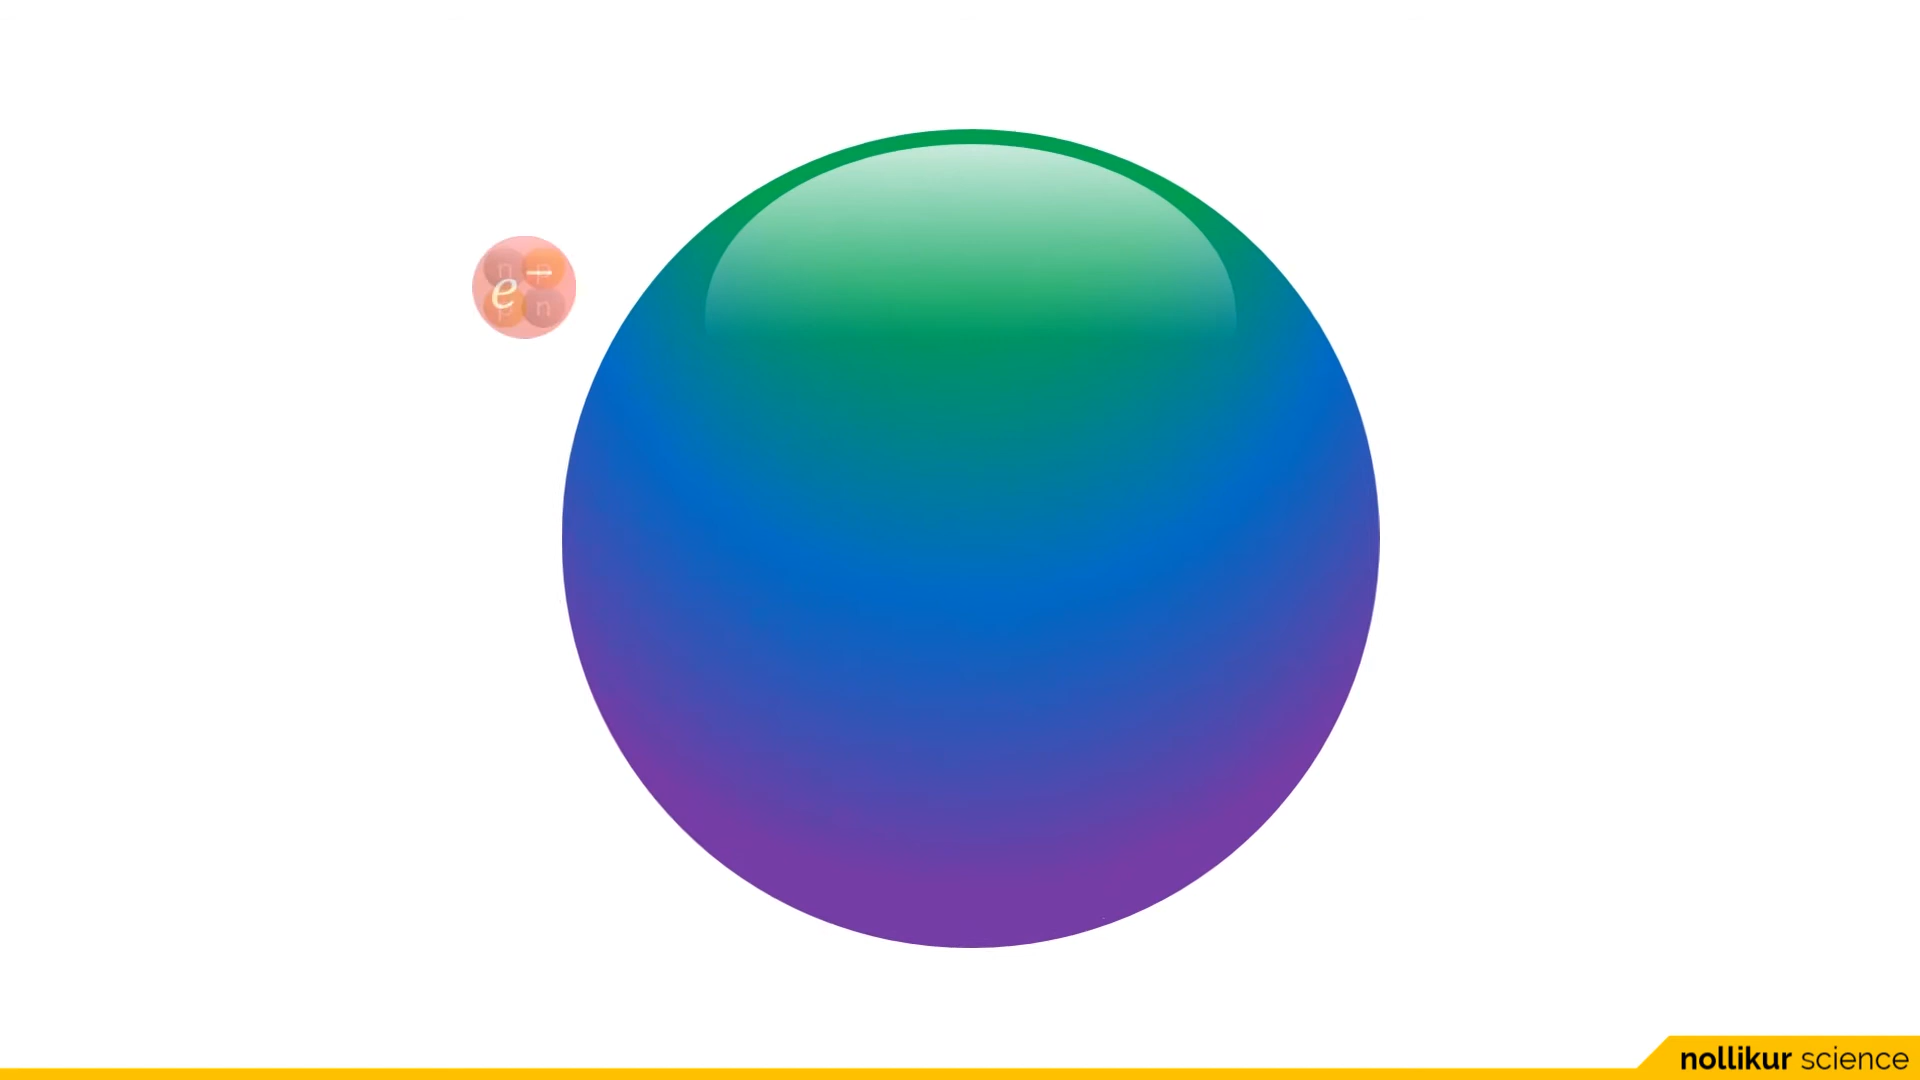 n
e –
n
nollikur science